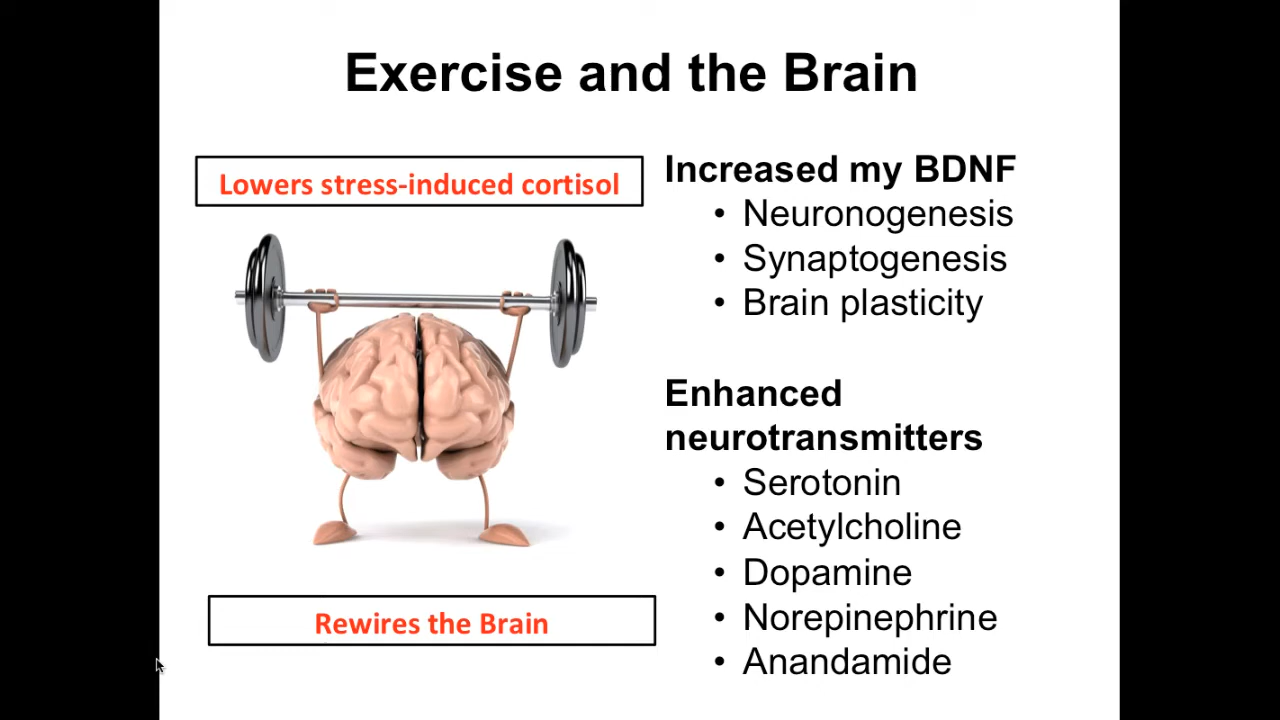 Exercise and the Brain
Lowers stress-induced cortisol
Rewires the Brain
Increased my BDNF
• Neuronogenesis
• Synaptogenesis
• Brain plasticity
Enhanced
neurotransmitters
• Serotonin
• Acetylcholine
• Dopamine
• Norepinephrine
• Anandamide